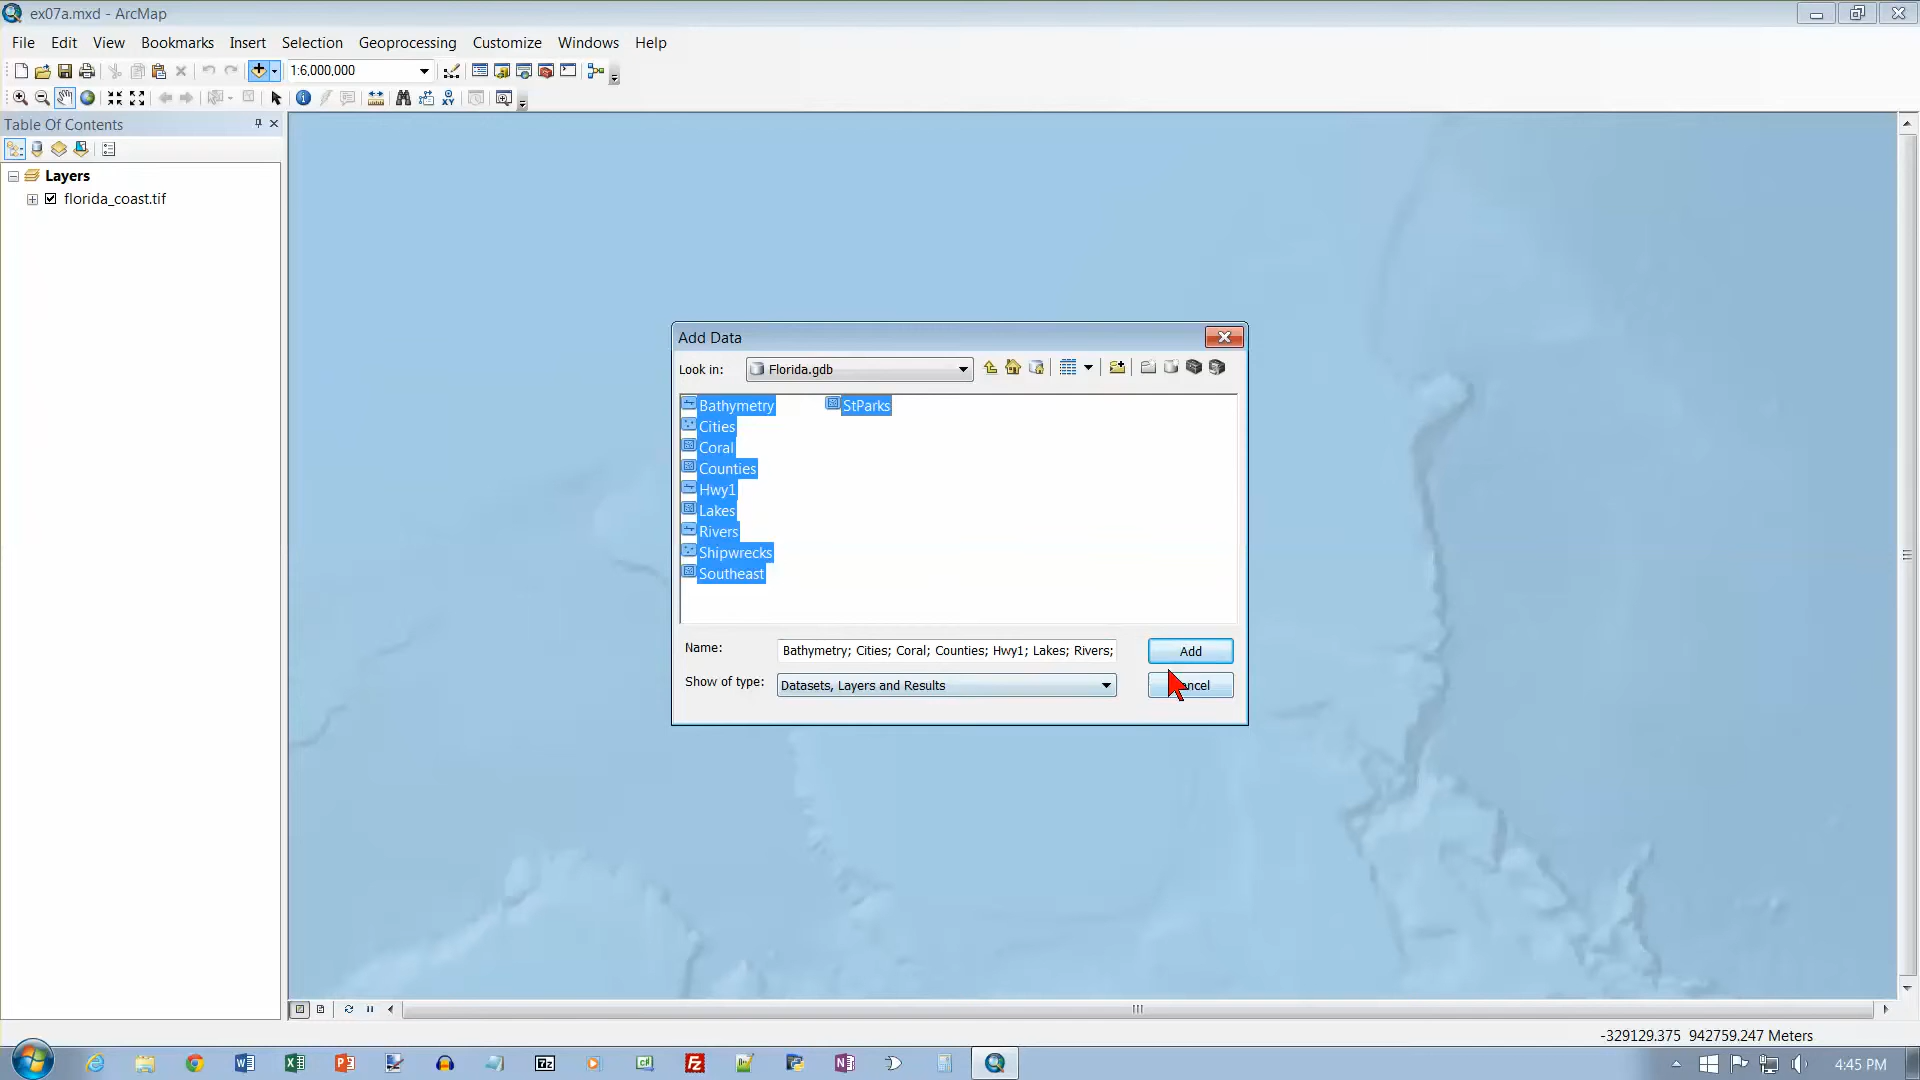 ex07a.mxd - ArcMap
File Edit View Bookmarks Insert Selection Geoprocessing Customize Windows Help
1:6,000,000
Table Of Contents
Layers
florida_coast.tif
Add Data
Look in: Florida.gdb
Bathymetry StParks
Cities
Coral
Counties
Hwy1
Lakes
Rivers
Shipwrecks
Southeast
Name: Bathymetry; Cities; Coral; Counties; Hwy1; Lakes; Rivers; Add
Show of type: Datasets, Layers and Results
-329129.375 942759.247 Meters
4:45 PM